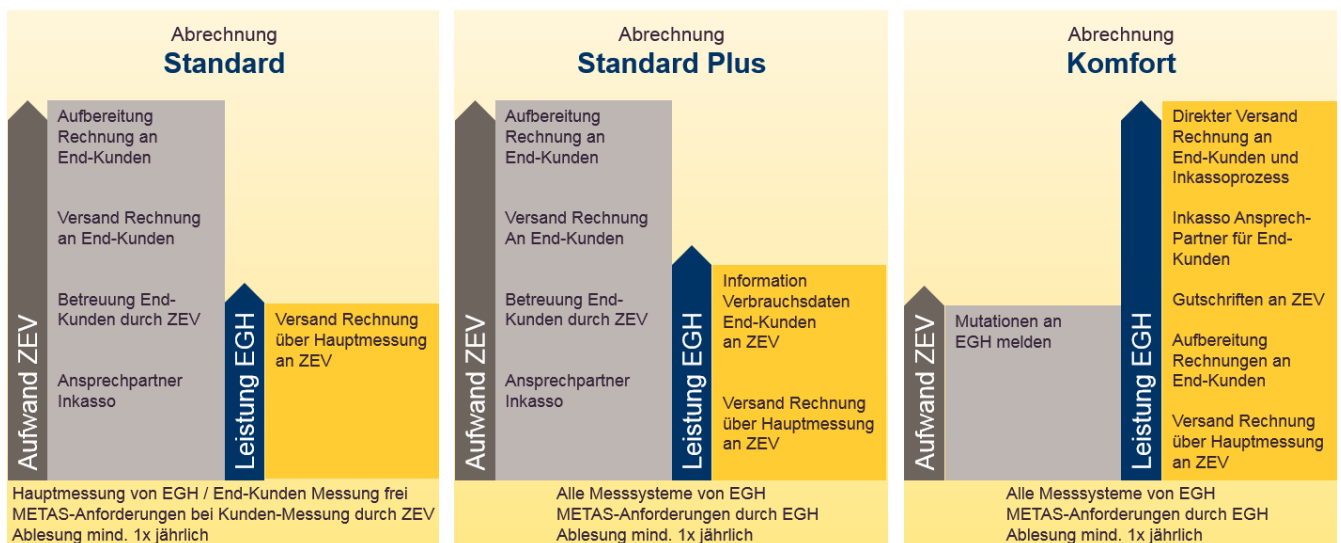 Abrechnung
Standard
Aufwand ZEV
Aufbereitung
Rechnung an
End-Kunden
Versand Rechnung
an End-Kunden
Betreuung End-
Kunden durch ZEV
Ansprechpartner
Inkasso
Leistung EGH
Versand Rechnung
über Hauptmessung
an ZEV
Hauptmessung von EGH / End-Kunden Messung frei
METAS-Anforderungen bei Kunden-Messung durch ZEV
Ablesung mind. 1x jährlich
Abrechnung
Standard Plus
Aufwand ZEV
Aufbereitung
Rechnung an
End-Kunden
Versand Rechnung
An End-Kunden
Betreuung End-
Kunden durch ZEV
Ansprechpartner
Inkasso
Leistung EGH
Information
Verbrauchsdaten
End-Kunden
an ZEV
Versand Rechnung
über Hauptmessung
an ZEV
Alle Messsysteme von EGH
METAS-Anforderungen durch EGH
Ablesung mind. 1x jährlich
Abrechnung
Komfort
Aufwand ZEV
Mutationen an
EGH melden
Leistung EGH
Direkter Versand
Rechnung an
End-Kunden und
Inkassoprozess
Inkasso Ansprech-
Partner für End-
Kunden
Gutschriften an ZEV
Aufbereitung
Rechnungen an
End-Kunden
Versand Rechnung
über Hauptmessung
an ZEV
Alle Messsysteme von EGH
METAS-Anforderungen durch EGH
Ablesung mind. 1x jährlich